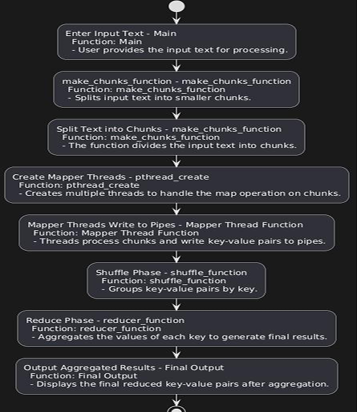 Enter Input Text - Main
Function: Main
- User provides the input text for processing.
make_chunks_function - make_chunks_function
Function: make_chunks_function
- Splits input text into smaller chunks.
Split Text into Chunks - make_chunks_function
Function: make_chunks_function
- The function divides the input text into chunks.
Create Mapper Threads - pthread_create
Function: pthread_create
- Creates multiple threads to handle the map operation on chunks.
Mapper Threads Write to Pipes - Mapper Thread Function
Function: Mapper Thread Function
- Threads process chunks and write key-value pairs to pipes.
Shuffle Phase - shuffle_function
Function: shuffle_function
- Groups key-value pairs by key.
Reduce Phase - reducer_function
Function: reducer_function
- Aggregates the values of each key to generate final results.
Output Aggregated Results - Final Output
Function: Final Output
- Displays the final reduced key-value pairs after aggregation.